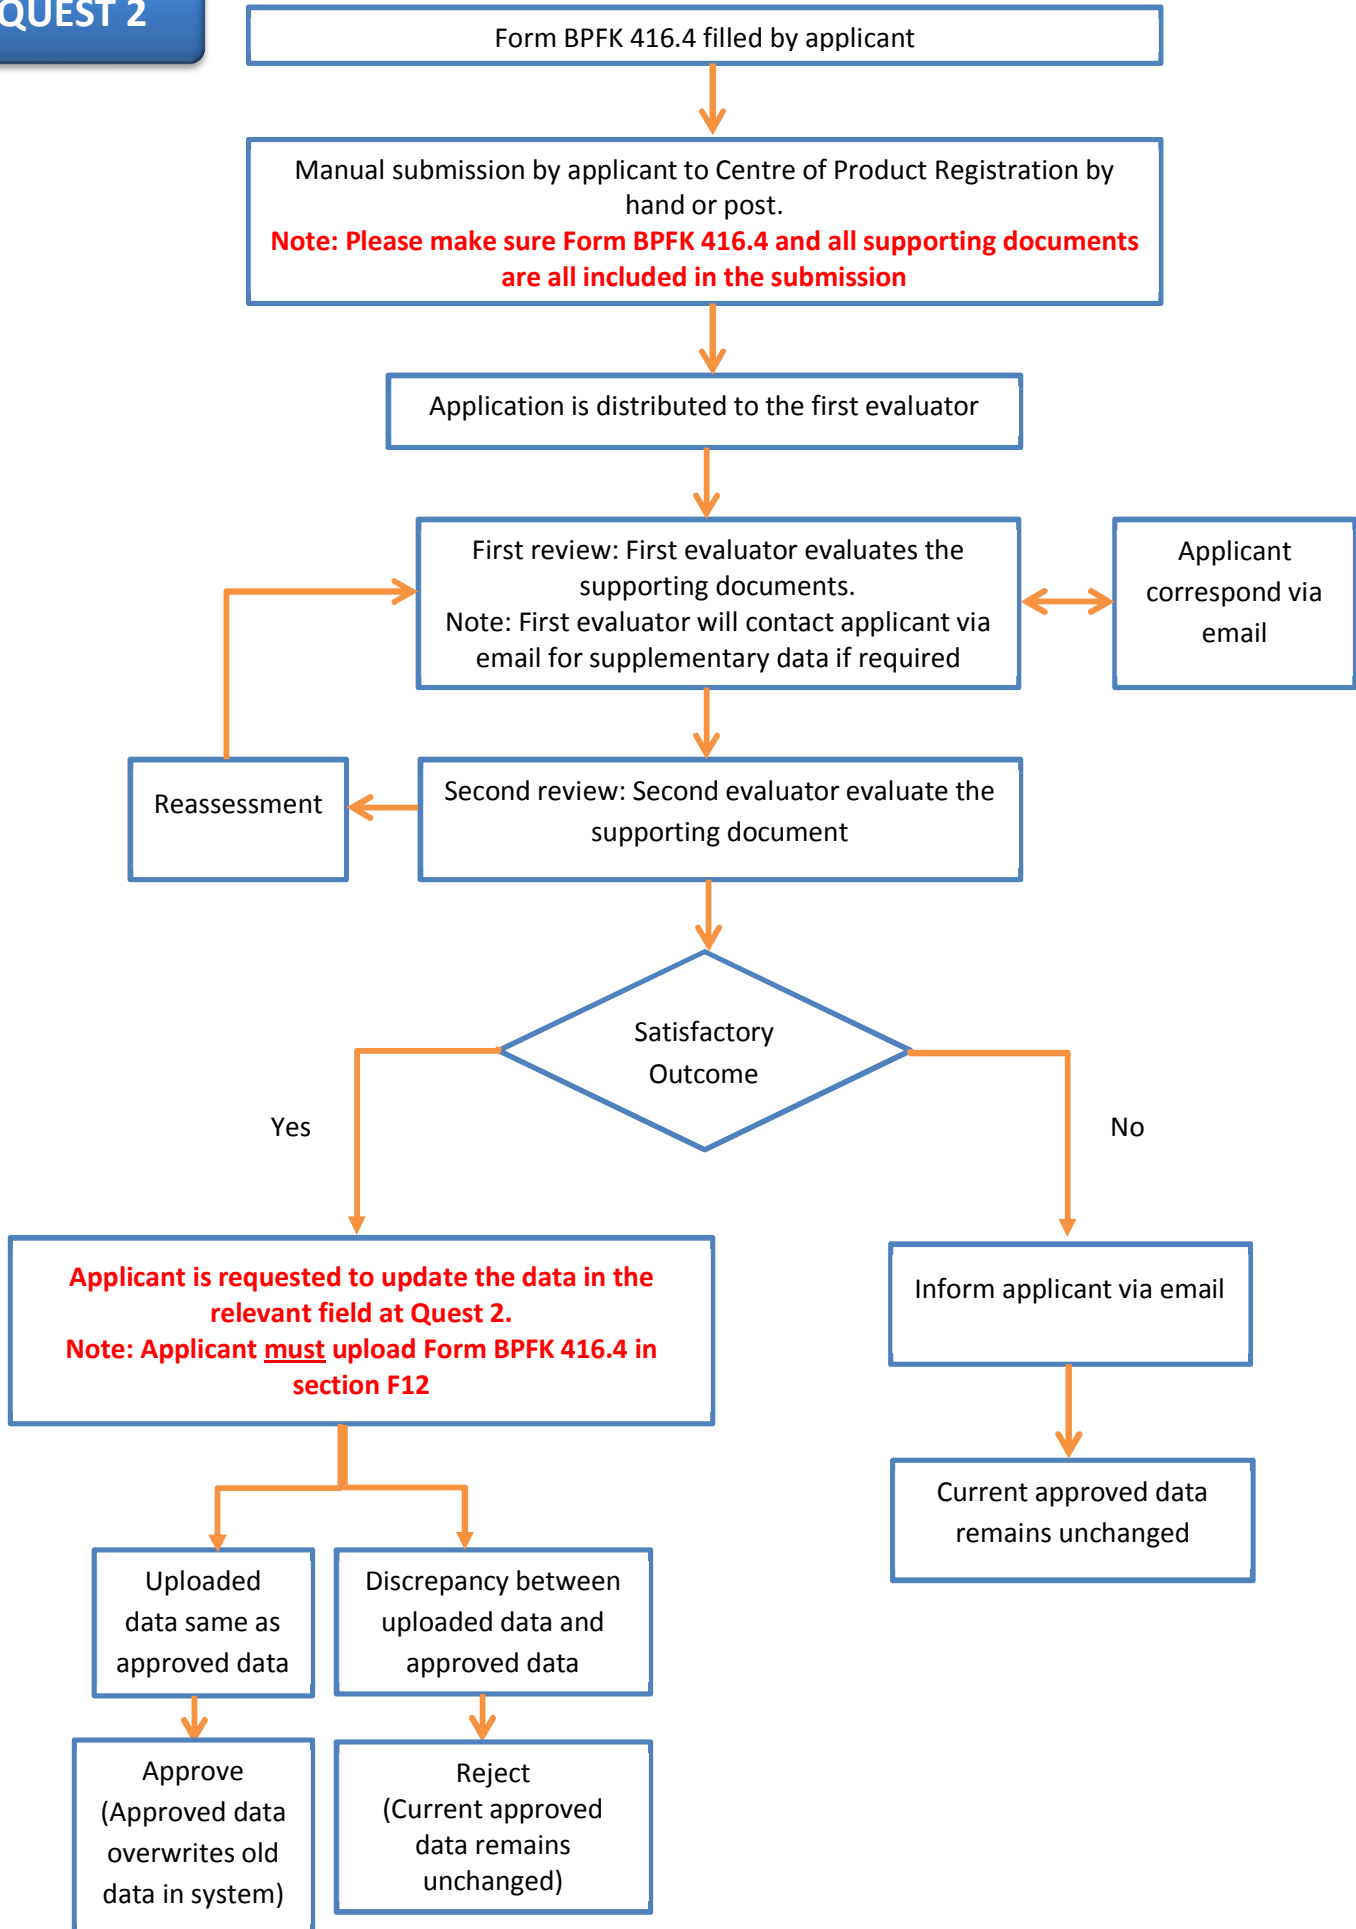 QUEST 2
Form BPFK 416.4 filled by applicant
Manual submission by applicant to Centre of Product Registration by
hand or post.
Note: Please make sure Form BPFK 416.4 and all supporting documents
are all included in the submission
Application is distributed to the first evaluator
First review: First evaluator evaluates the
supporting documents.
Note: First evaluator will contact applicant via
email for supplementary data if required
Applicant
correspond via
email
Reassessment
Second review: Second evaluator evaluate the
supporting document
Satisfactory
Outcome
Yes
No
Applicant is requested to update the data in the
relevant field at Quest 2.
Note: Applicant must upload Form BPFK 416.4 in
section F12
Inform applicant via email
Current approved data
remains unchanged
Uploaded
data same as
approved data
Discrepancy between
uploaded data and
approved data
Approve
(Approved data
overwrites old
data in system)
Reject
(Current approved
data remains
unchanged)